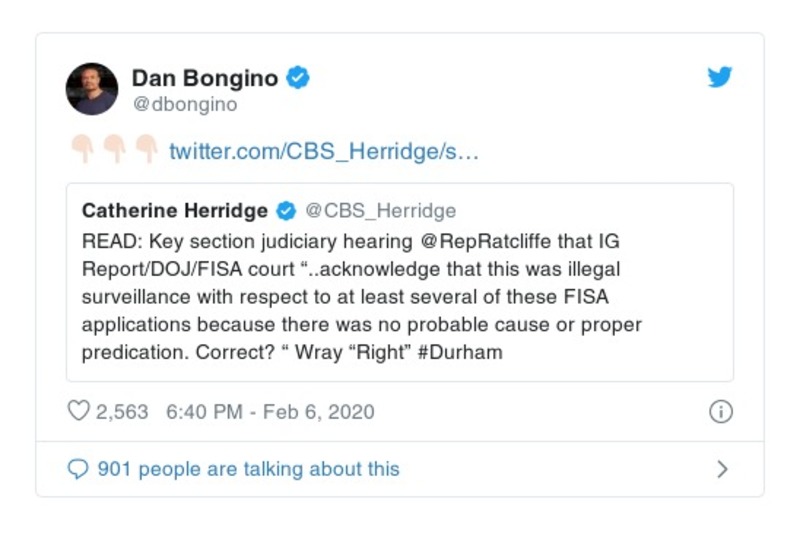 Dan Bongino
@dbongino
👇🏻👇🏻👇🏻 twitter.com/CBS_Herridge/s…
Catherine Herridge @CBS_Herridge
READ: Key section judiciary hearing @RepRatcliffe that IG
Report/DOJ/FISA court “..acknowledge that this was illegal
surveillance with respect to at least several of these FISA
applications because there was no probable cause or proper
predication. Correct? “ Wray “Right” #Durham
2,563 6:40 PM - Feb 6, 2020
901 people are talking about this